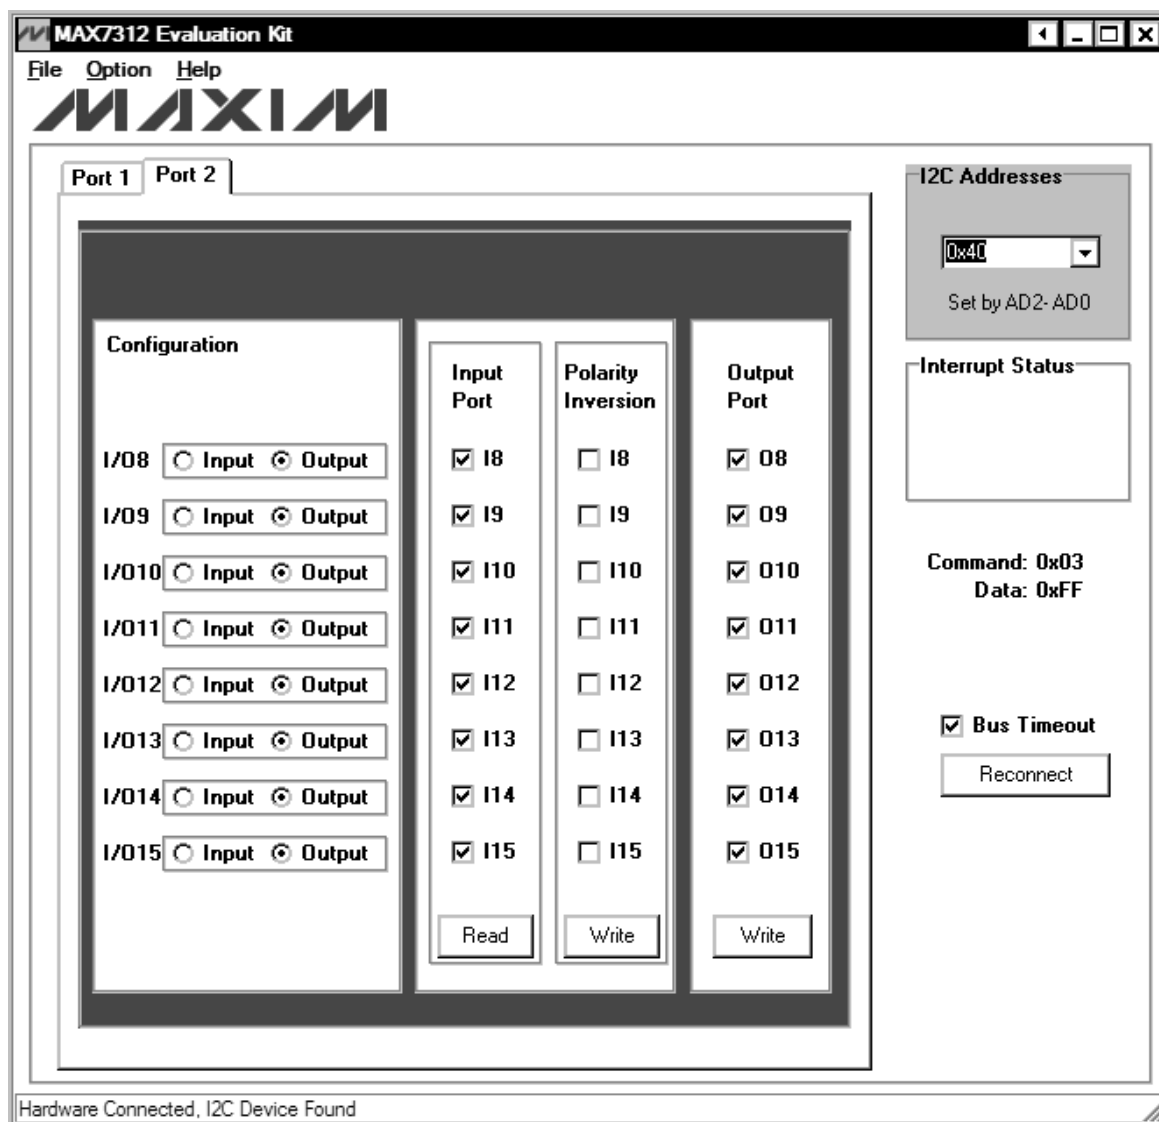 MAX7312 Evaluation Kit
File Option Help
MAXIM
Port 1 Port 2
Configuration
I/O8 Input Output
I/O9 Input Output
I/O10 Input Output
I/O11 Input Output
I/O12 Input Output
I/O13 Input Output
I/O14 Input Output
I/O15 Input Output
Input
Port
I8
I9
I10
I11
I12
I13
I14
I15
Read
Polarity
Inversion
I8
I9
I10
I11
I12
I13
I14
I15
Write
Output
Port
O8
O9
O10
O11
O12
O13
O14
O15
Write
I2C Addresses
0x40
Set by AD2- AD0
Interrupt Status
Command: 0x03
Data: 0xFF
Bus Timeout
Reconnect
Hardware Connected, I2C Device Found